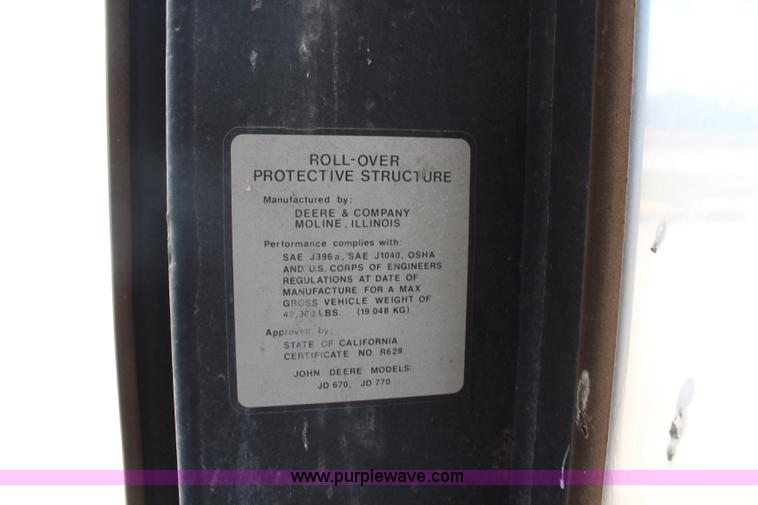 ROLL-OVER
PROTECTIVE STRUCTURE
Manufactured by:
DEERE & COMPANY
MOLINE, ILLINOIS
Performance complies with:
SAE J396a, SAE J1040, OSHA
AND U.S. CORPS OF ENGINEERS
REGULATIONS AT DATE OF
MANUFACTURE FOR A MAX
GROSS VEHICLE WEIGHT OF
LBS. (19 048 KG)
Approved by:
STATE OF CALIFORNIA
CERTIFICATE NO. R629
JOHN DEERE MODELS:
JD 670, JD 770
www.purplewave.com